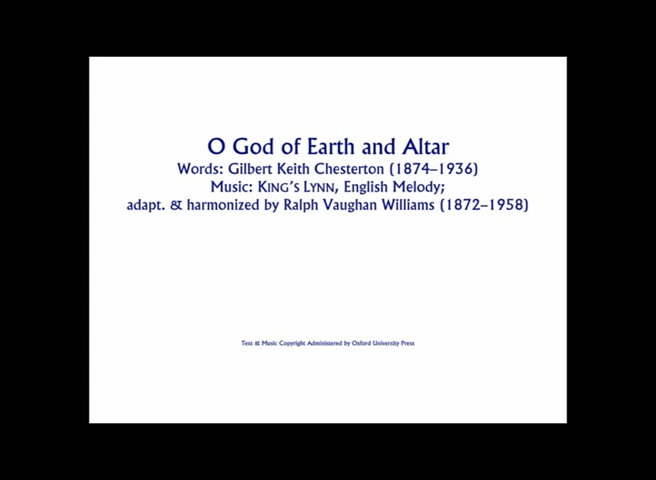 O God of Earth and Altar
Words: Gilbert Keith Chesterton (1874–1936)
Music: KING'S LYNN, English Melody;
adapt. & harmonized by Ralph Vaughan Williams (1872–1958)
Text & Music Copyright Administered by Oxford University Press